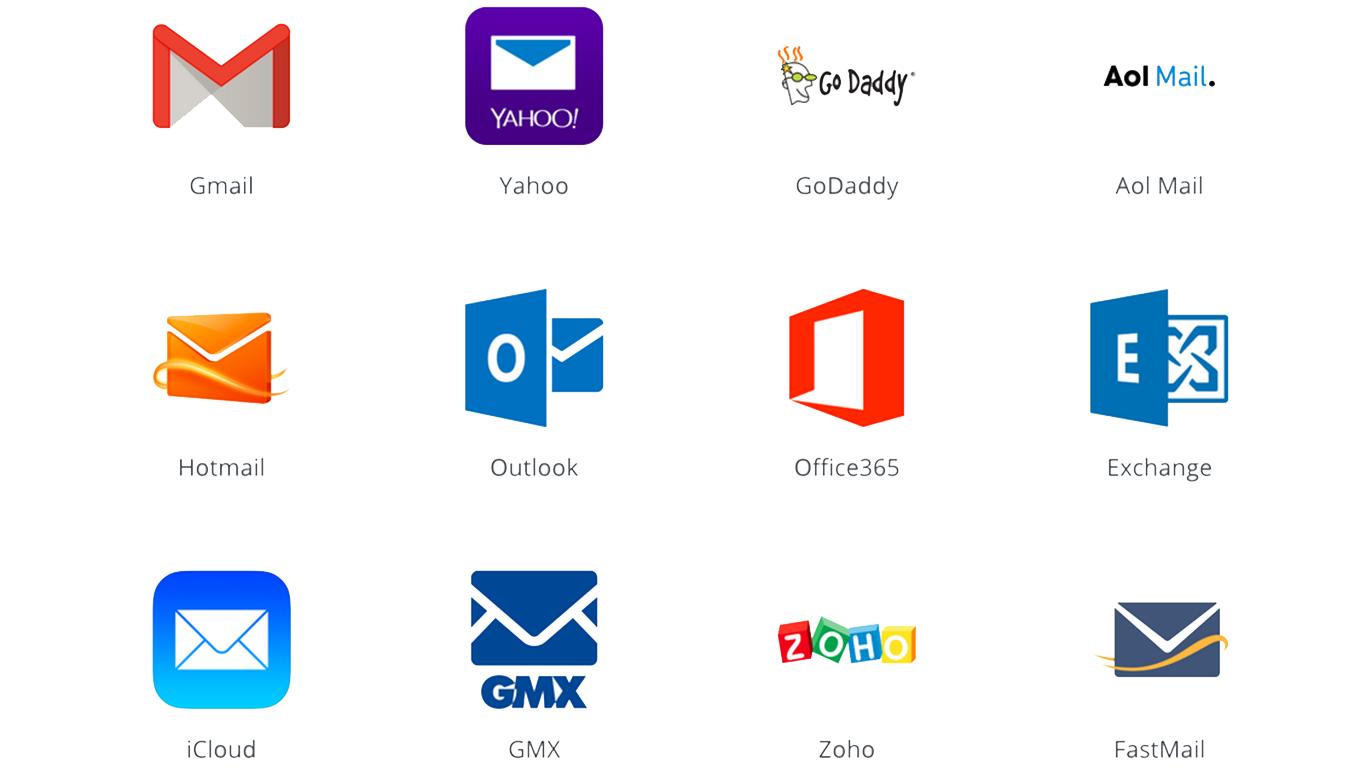 YAHOO!
Go Daddy®
Aol Mail.
Gmail
Yahoo
GoDaddy
Aol Mail
O
E
Hotmail
Outlook
Office365
Exchange
GMX
ZOHO
iCloud
GMX
Zoho
FastMail